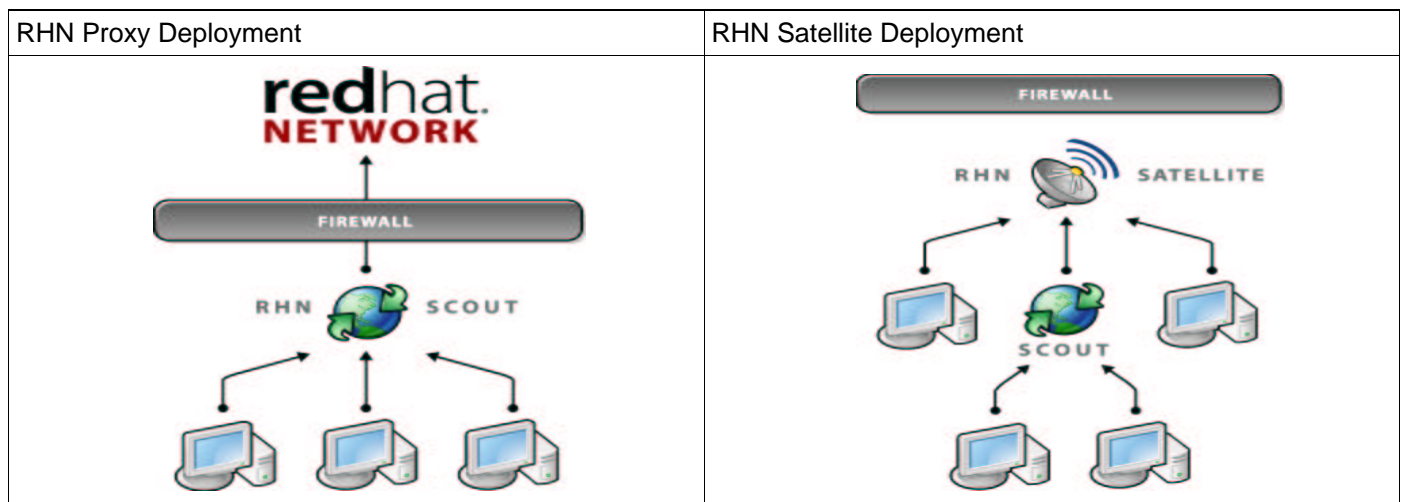 RHN Proxy Deployment
RHN Satellite Deployment
redhat.
NETWORK
FIREWALL
RHN SCOUT
FIREWALL
RHN SATELLITE
SCOUT